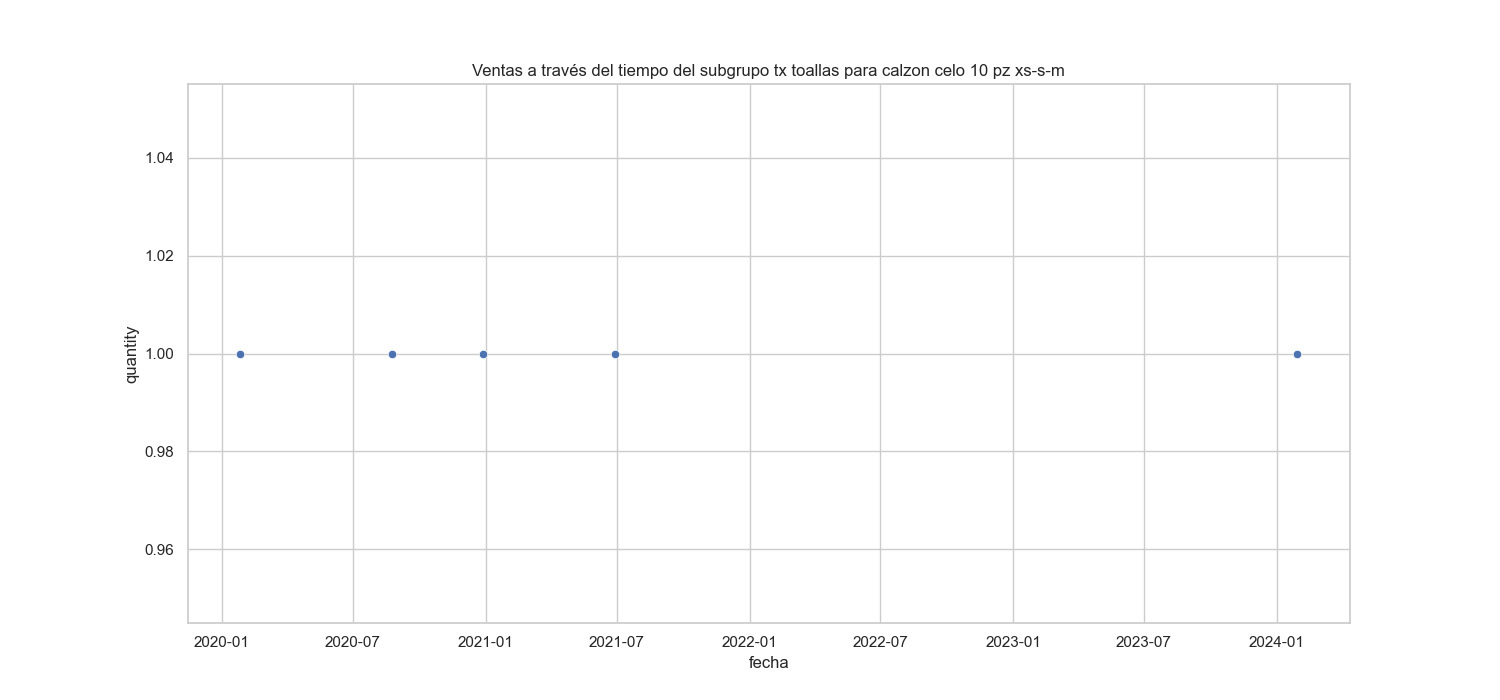 Ventas a través del tiempo del subgrupo tx toallas para calzon celo 10 pz xs-s-m
1.04
1.02
1.00
0.98
0.96
quantity
2020-01 2020-07 2021-01 2021-07 2022-01 2022-07 2023-01 2023-07 2024-01
fecha